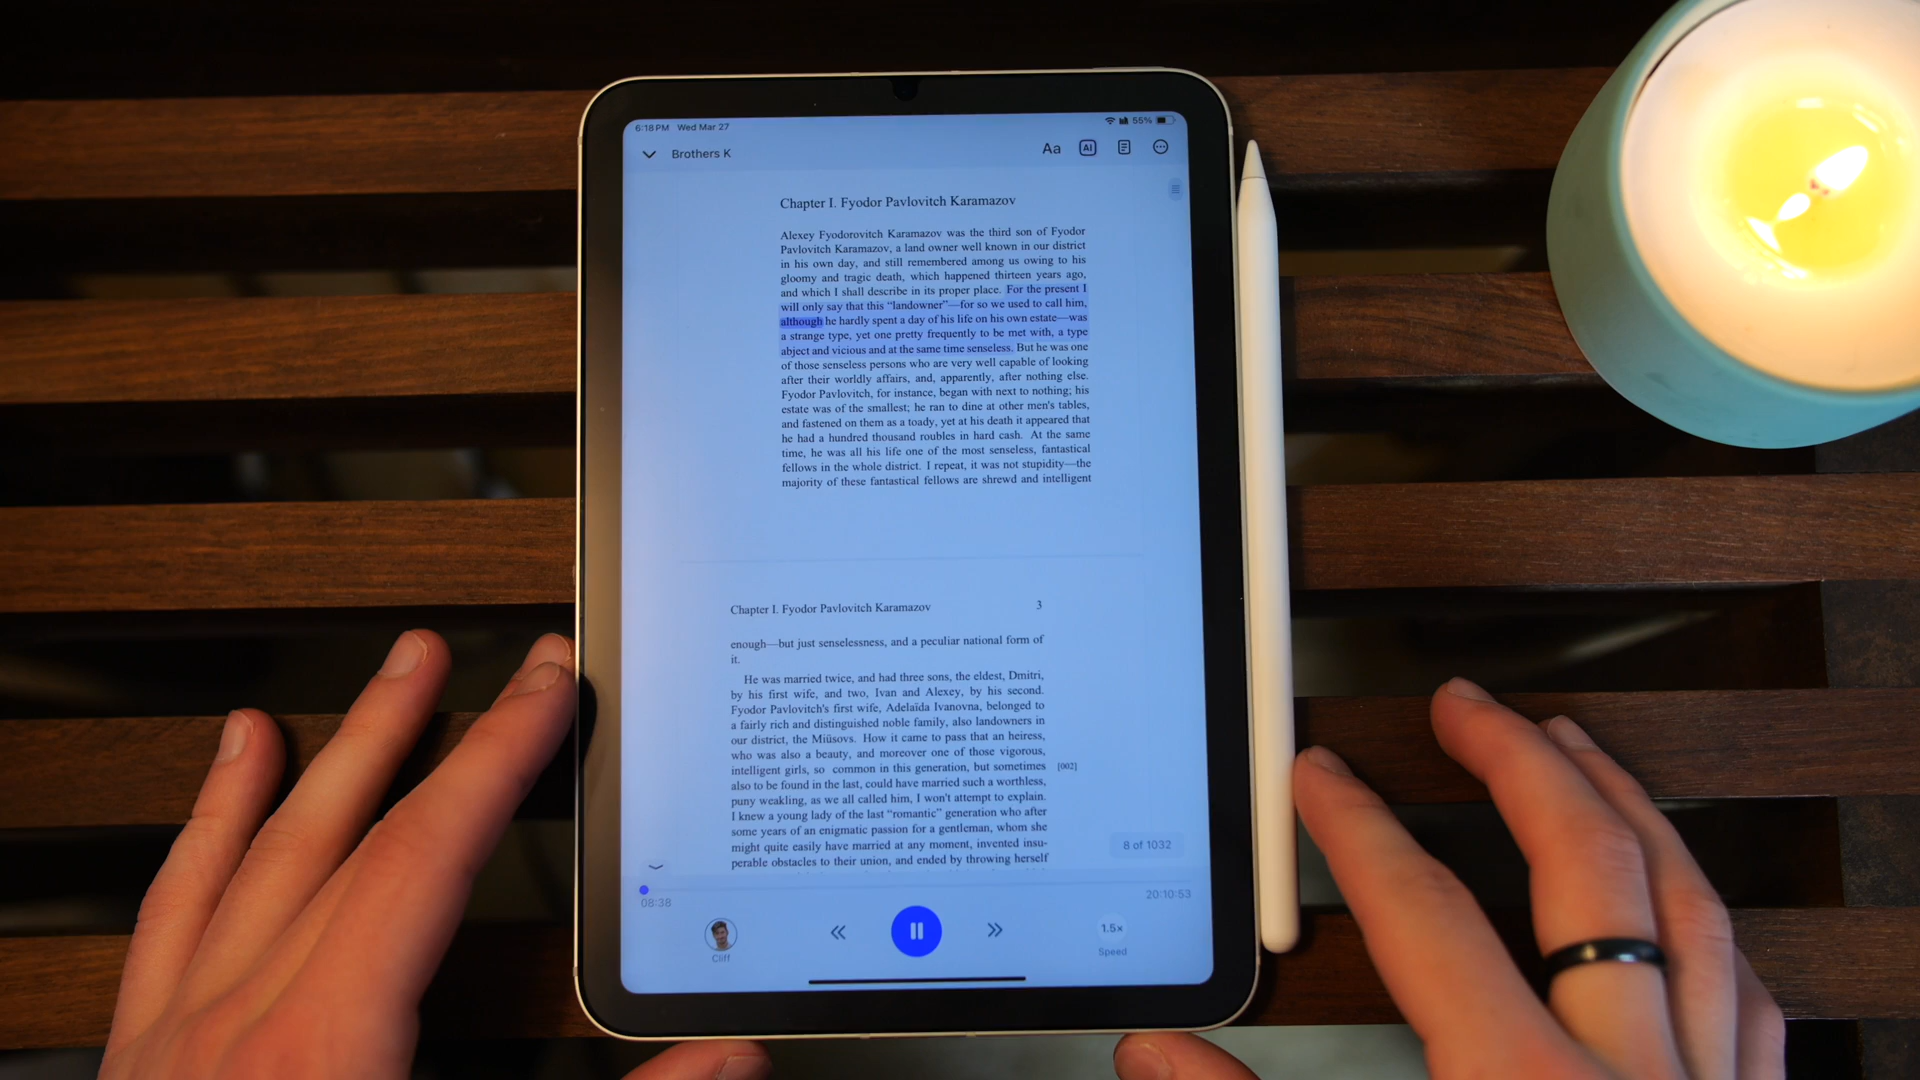 6:18 PM Wed Mar 27
55%
Brothers K
Aa
AI
Chapter I. Fyodor Pavlovitch Karamazov
Alexey Fyodorovitch Karamazov was the third son of Fyodor
Pavlovitch Karamazov, a land owner well known in our district
in his own day, and still remembered among us owing to his
gloomy and tragic death, which happened thirteen years ago,
and which I shall describe in its proper place. For the present I
will only say that this “landowner”—for so we used to call him,
although he hardly spent a day of his life on his own estate—was
a strange type, yet one pretty frequently to be met with, a type
abject and vicious and at the same time senseless. But he was one
of those senseless persons who are very well capable of looking
after their worldly affairs, and, apparently, after nothing else.
Fyodor Pavlovitch, for instance, began with next to nothing; his
estate was of the smallest; he ran to dine at other men's tables,
and fastened on them as a toady, yet at his death it appeared that
he had a hundred thousand roubles in hard cash. At the same
time, he was all his life one of the most senseless, fantastical
fellows in the whole district. I repeat, it was not stupidity—the
majority of these fantastical fellows are shrewd and intelligent
Chapter I. Fyodor Pavlovitch Karamazov 3
enough—but just senselessness, and a peculiar national form of
it.
He was married twice, and had three sons, the eldest, Dmitri,
by his first wife, and two, Ivan and Alexey, by his second.
Fyodor Pavlovitch's first wife, Adelaïda Ivanovna, belonged to
a fairly rich and distinguished noble family, also landowners in
our district, the Miüsovs. How it came to pass that an heiress,
who was also a beauty, and moreover one of those vigorous,
intelligent girls, so common in this generation, but sometimes [002]
also to be found in the last, could have married such a worthless,
puny weakling, as we all called him, I won't attempt to explain.
I knew a young lady of the last “romantic” generation who after
some years of an enigmatic passion for a gentleman, whom she
might quite easily have married at any moment, invented insu-
perable obstacles to their union, and ended by throwing herself
8 of 1032
08:38
20:10:53
Cliff
1.5×
Speed